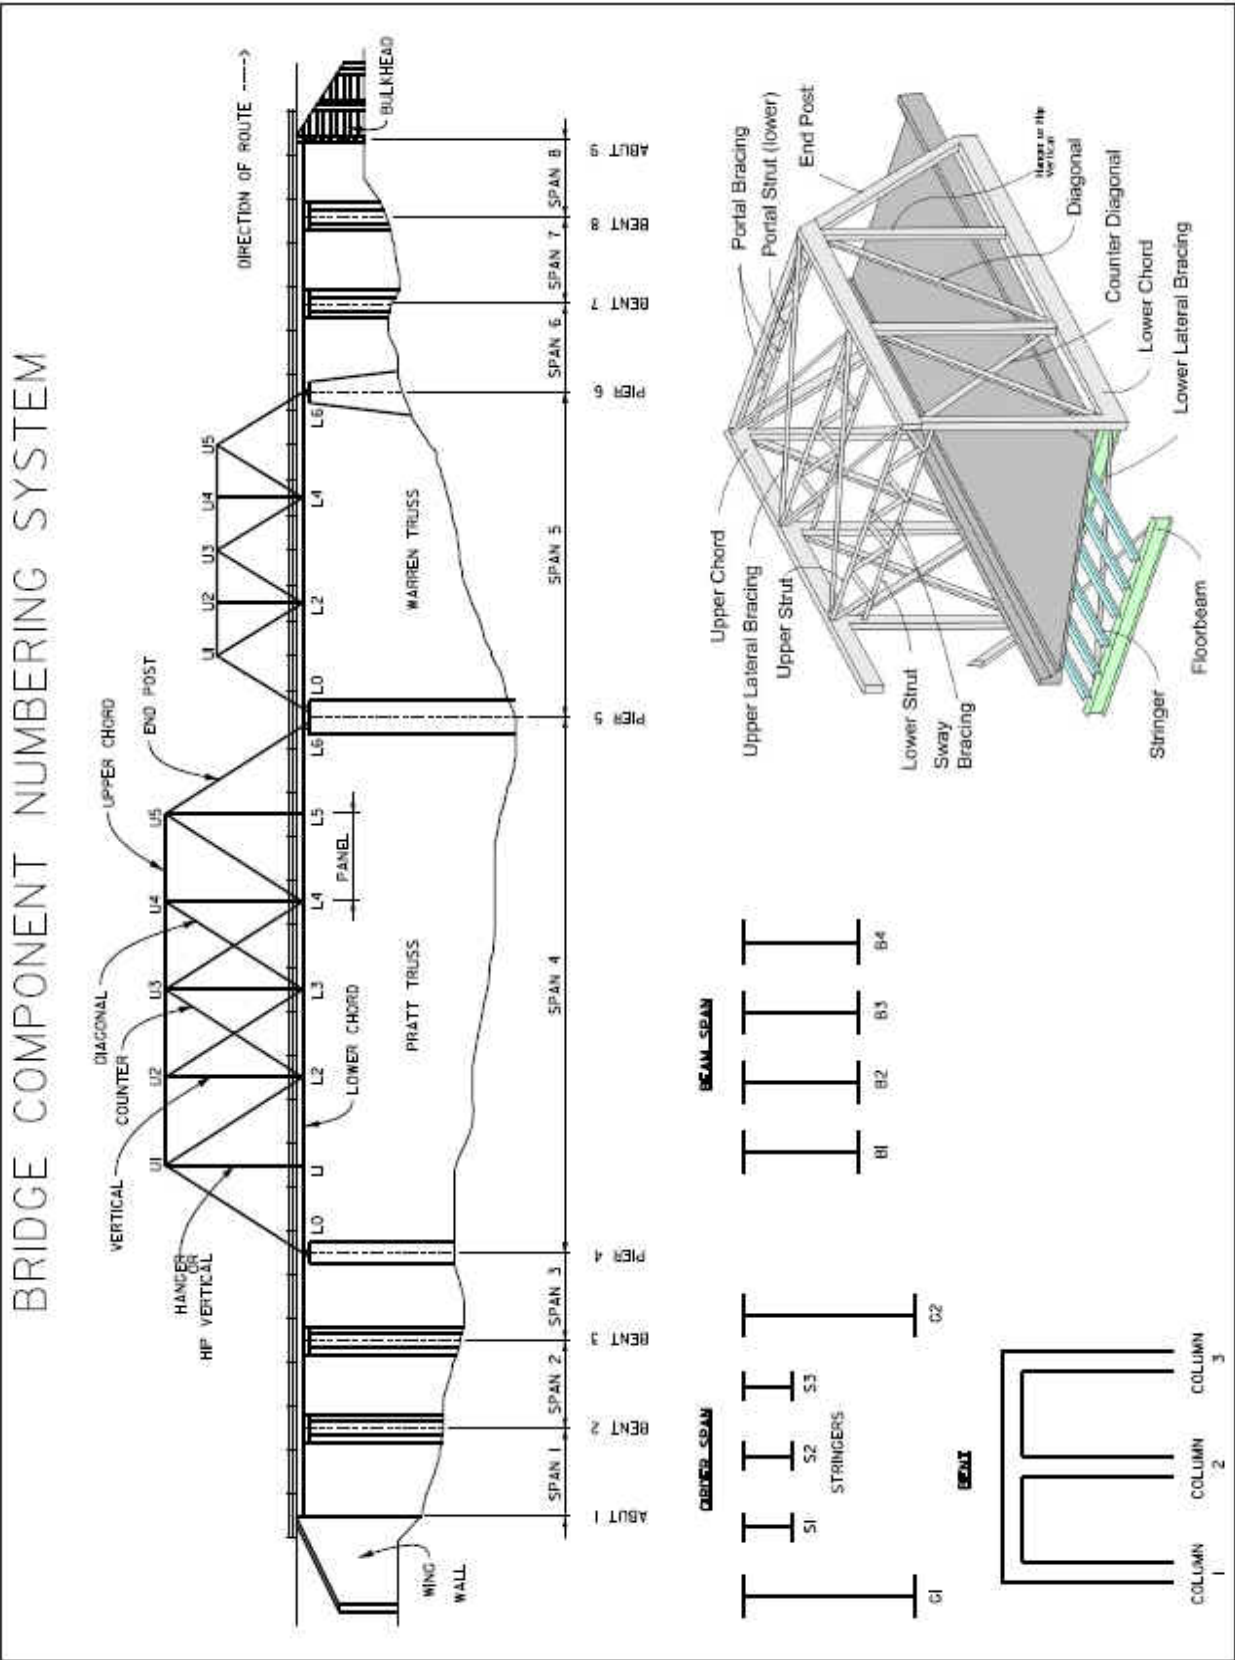 BRIDGE COMPONENT NUMBERING SYSTEM
DIRECTION OF ROUTE ---->
UPPER CHORD
END POST
DIAGONAL
COUNTER
VERTICAL
HANGER
OR
HIP VERTICAL
U1
U2
U3
U4
U5
U1
U2
U3
U4
U5
L0
L1
L2
L3
L4
L5
L6
L0
L2
L4
L6
PANEL
LOWER CHORD
BULKHEAD
WING
WALL
PRATT TRUSS
WARREN TRUSS
SPAN 1
SPAN 2
SPAN 3
SPAN 4
SPAN 5
SPAN 6
SPAN 7
SPAN 8
ABUT 1
BENT 2
BENT 3
PIER 4
PIER 5
PIER 6
BENT 7
BENT 8
ABUT 9
GIRDER SPAN
G1
S1
S2
S3
G2
STRINGERS
BEAM SPAN
B1
B2
B3
B4
BENT
COLUMN
1
COLUMN
2
COLUMN
3
Portal Bracing
Portal Strut (lower)
End Post
Upper Chord
Upper Lateral Bracing
Upper Strut
Hanger or Hip
Vertical
Diagonal
Counter Diagonal
Lower Chord
Lower Lateral Bracing
Lower Strut
Sway
Bracing
Stringer
Floorbeam